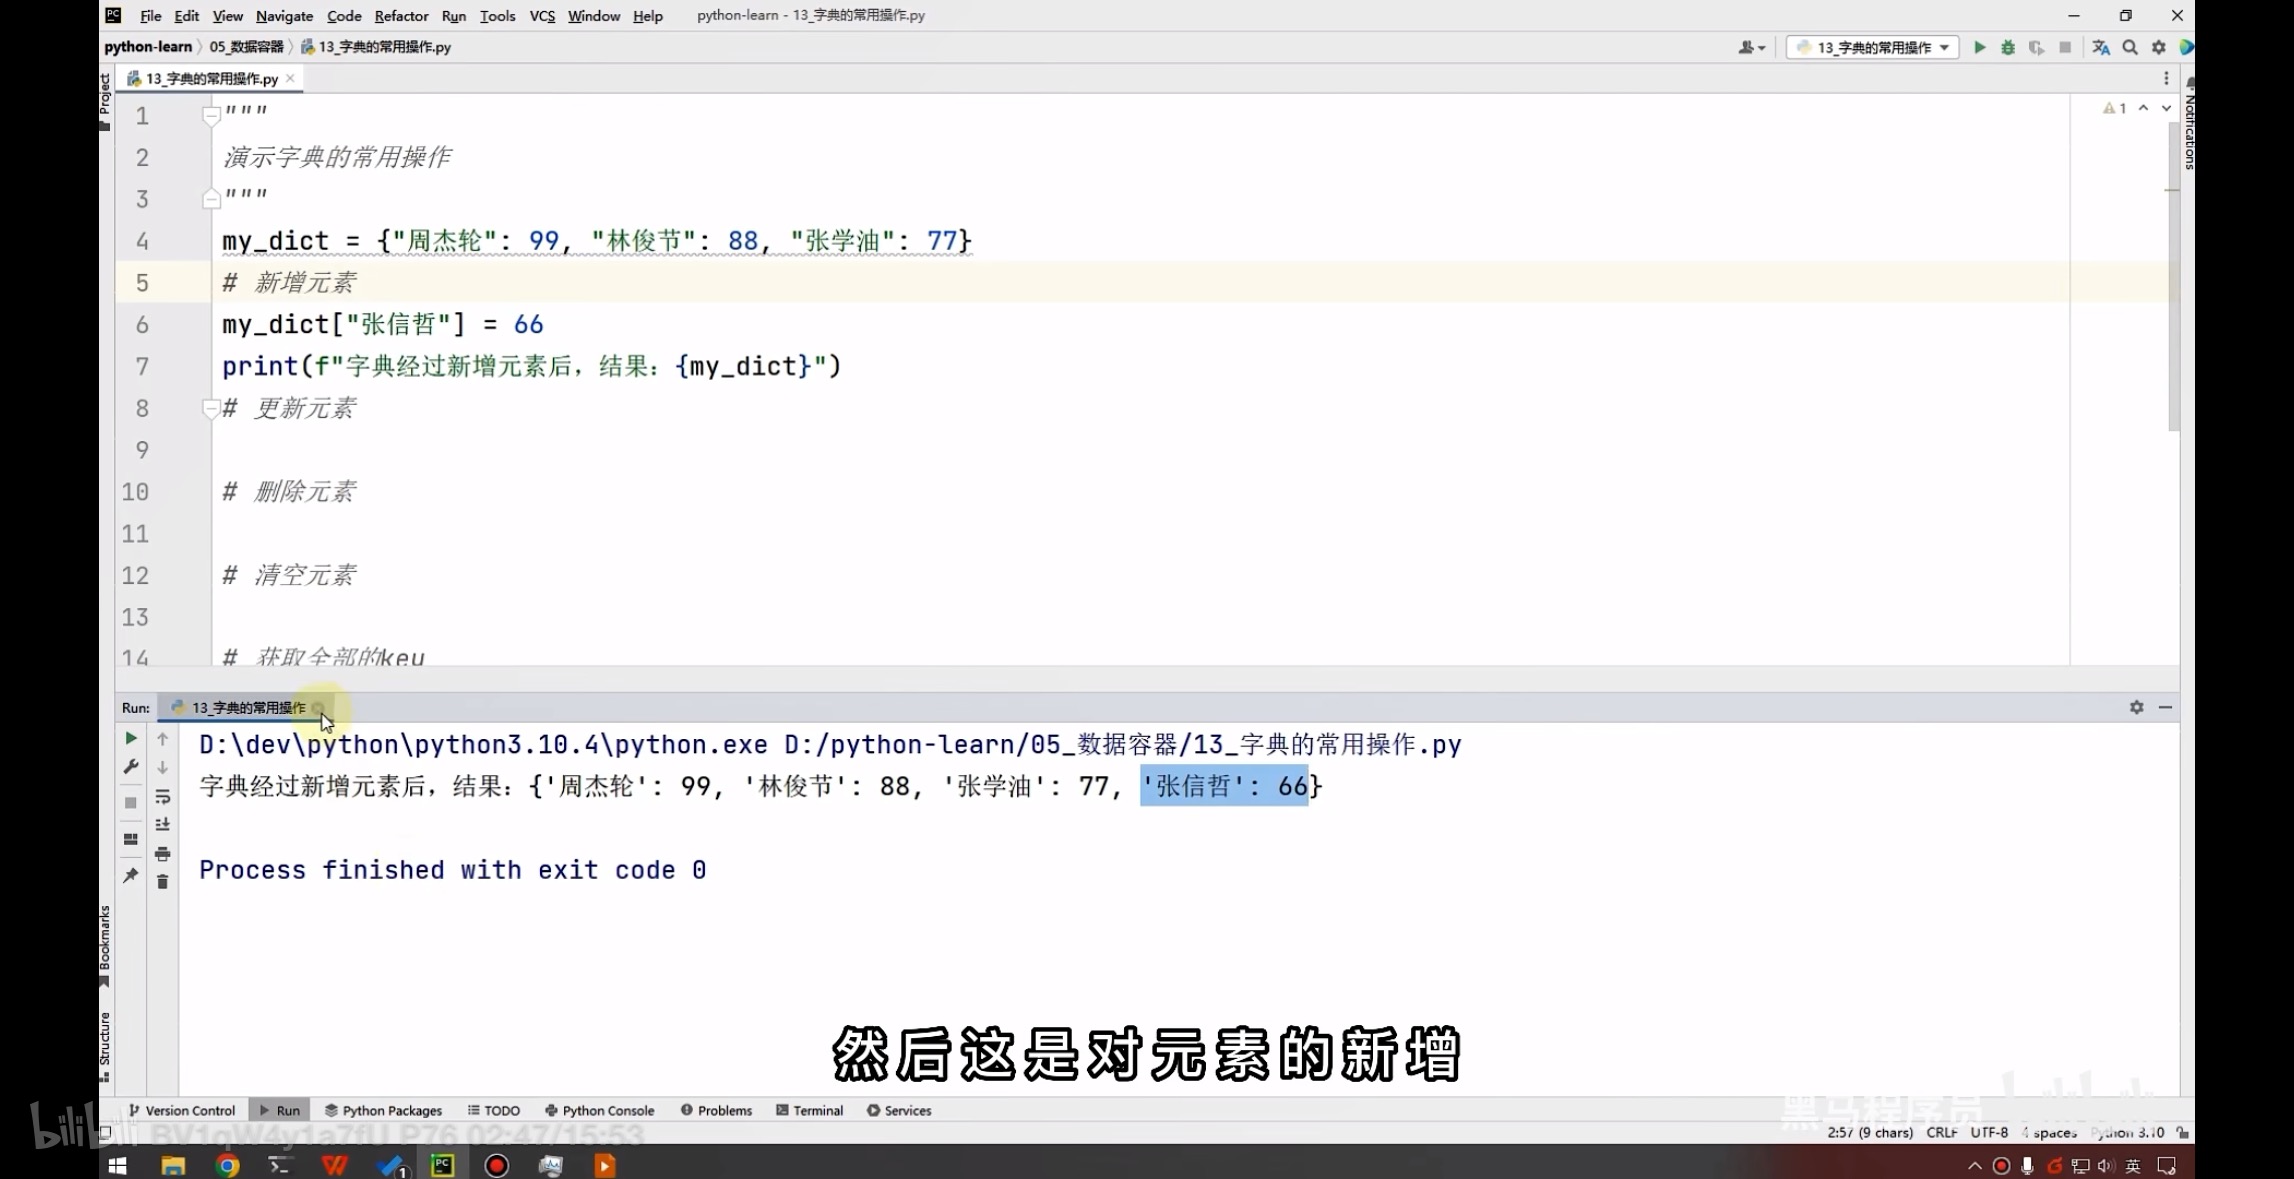 File Edit View Navigate Code Refactor Run Tools VCS Window Help python-learn - 13_字典的常用操作.py
python-learn 05_数据容器 13_字典的常用操作.py 13_字典的常用操作
Project
13_字典的常用操作.py
Notifications
1 """
1
2 演示字典的常用操作
3 """
4 my_dict = {"周杰轮": 99, "林俊节": 88, "张学油": 77}
5 # 新增元素
6 my_dict["张信哲"] = 66
7 print(f"字典经过新增元素后，结果：{my_dict}")
8 # 更新元素
9
10 # 删除元素
11
12 # 清空元素
13
14 # 获取全部的key
Run: 13_字典的常用操作
D:\dev\python\python3.10.4\python.exe D:/python-learn/05_数据容器/13_字典的常用操作.py
字典经过新增元素后，结果：{'周杰轮': 99, '林俊节': 88, '张学油': 77, '张信哲': 66}
Process finished with exit code 0
Bookmarks
Structure
然后这是对元素的新增
Version Control Run Python Packages TODO Python Console Problems Terminal Services
黑马程序员
bilibili
BV1qW4y1a7fU P76 02:47/15:53
2:57 (9 chars) CRLF UTF-8 4 spaces Python 3.10
英